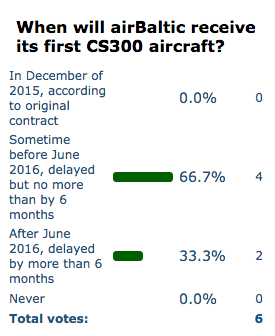 When will airBaltic receive
its first CS300 aircraft?
In December of
2015, according
to original
contract
0.0%
0
Sometime
before June
2016, delayed
but no more
than by 6
months
66.7%
4
After June
2016, delayed
by more than 6
months
33.3%
2
Never
0.0%
0
Total votes:
6